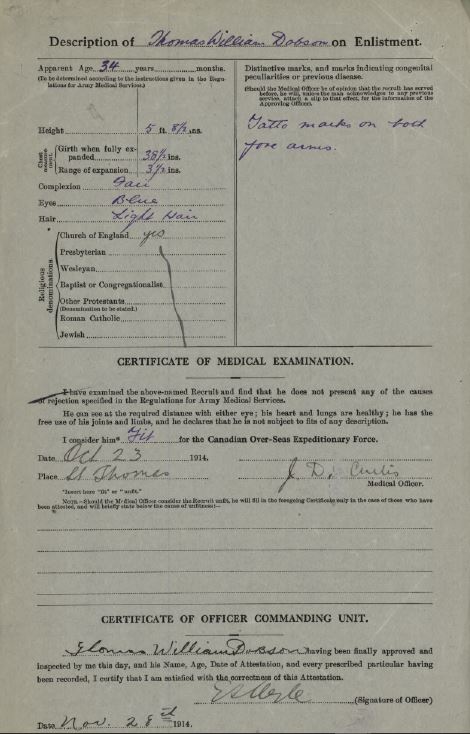 Description of Thomas William Dobson on Enlistment.
Apparent Age 34 years months.
(To be determined according to the instructions given in the Regulations for Army Medical Services.)
Distinctive marks, and marks indicating congenital
peculiarities or previous disease.
(Should the Medical Officer be of opinion that the recruit has served
before, he will, unless the man acknowledges to any previous
service, attach a slip to that effect, for the information of the
Approving Officer).
Tatto marks on both
fore arms.
Height 5 ft. 8½ ins.
Chest measurement.
Girth when fully expanded 38½ ins.
Range of expansion 3½ ins.
Complexion Fair
Eyes Blue
Hair Light Hair
Religious denominations.
Church of England yes
Presbyterian
Wesleyan
Baptist or Congregationalist
Other Protestants
(Denomination to be stated.)
Roman Catholic
Jewish
CERTIFICATE OF MEDICAL EXAMINATION.
I have examined the above-named Recruit and find that he does not present any of the causes
of rejection specified in the Regulations for Army Medical Services.
He can see at the required distance with either eye; his heart and lungs are healthy; he has the
free use of his joints and limbs, and he declares that he is not subject to fits of any description.
I consider him* Fit for the Canadian Over-Seas Expeditionary Force.
Date Oct 23 1914.
Place St Thomas
J. D. Curtis
Medical Officer.
*Insert here "fit" or "unfit."
NOTE.—Should the Medical Officer consider the Recruit unfit, he will fill in the foregoing Certificate only in the case of those who have
been attested, and will briefly state below the cause of unfitness:—
CERTIFICATE OF OFFICER COMMANDING UNIT.
Thomas William Dobson having been finally approved and
inspected by me this day, and his Name, Age, Date of Attestation, and every prescribed particular having
been recorded, I certify that I am satisfied with the correctness of this Attestation.
(Signature of Officer)
Date Nov. 28th 1914.